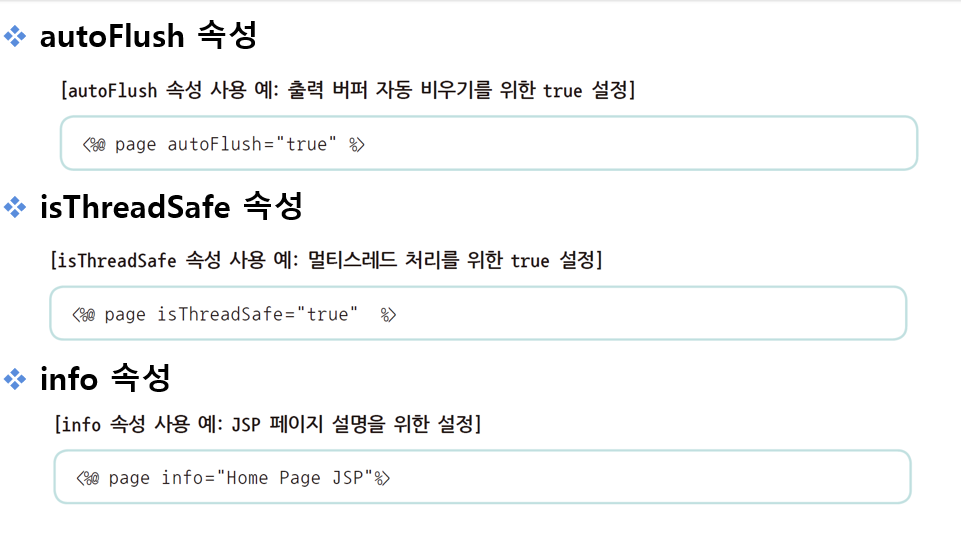 autoFlush 속성
[autoFlush 속성 사용 예: 출력 버퍼 자동 비우기를 위한 true 설정]
<%@ page autoFlush="true" %>
isThreadSafe 속성
[isThreadSafe 속성 사용 예: 멀티스레드 처리를 위한 true 설정]
<%@ page isThreadSafe="true"  %>
info 속성
[info 속성 사용 예: JSP 페이지 설명을 위한 설정]
<%@ page info="Home Page JSP"%>